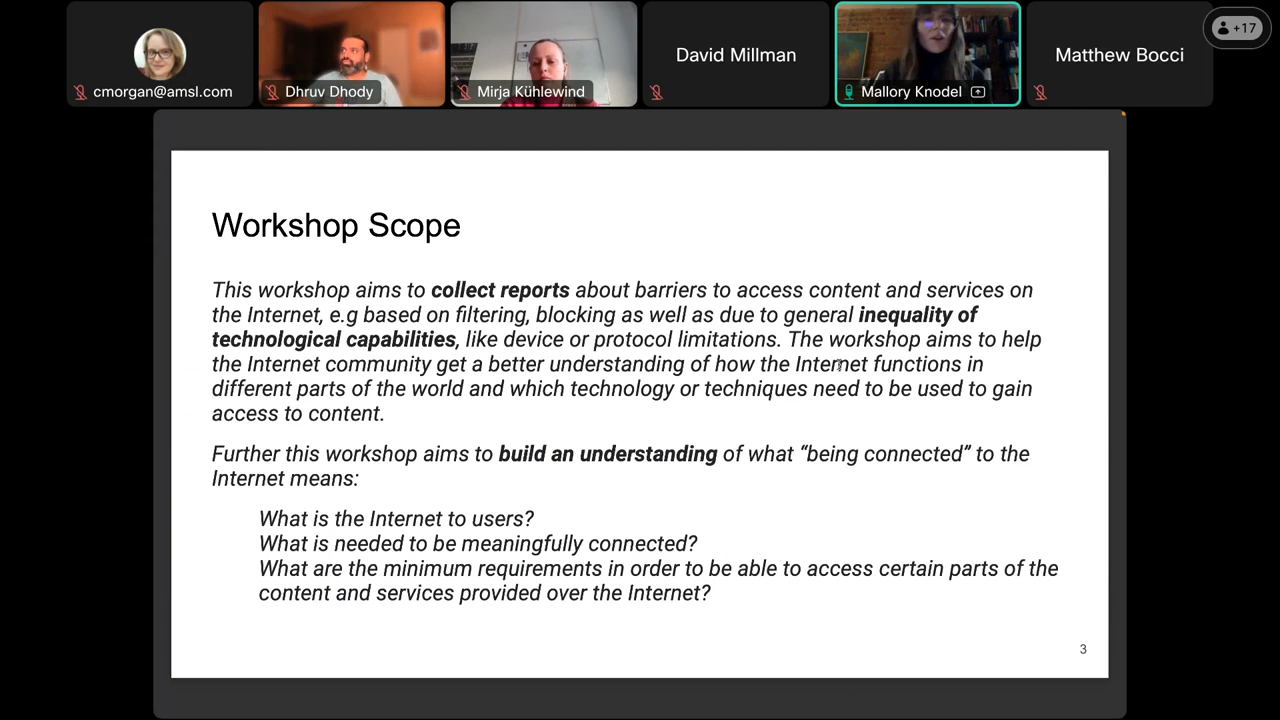 cmorgan@amsl.com
Dhruv Dhody
Mirja Kühlewind
David Millman
Mallory Knodel
Matthew Bocci
+17
Workshop Scope
This workshop aims to collect reports about barriers to access content and services on
the Internet, e.g based on filtering, blocking as well as due to general inequality of
technological capabilities, like device or protocol limitations. The workshop aims to help
the Internet community get a better understanding of how the Internet functions in
different parts of the world and which technology or techniques need to be used to gain
access to content.
Further this workshop aims to build an understanding of what “being connected” to the
Internet means:
What is the Internet to users?
What is needed to be meaningfully connected?
What are the minimum requirements in order to be able to access certain parts of the
content and services provided over the Internet?
3